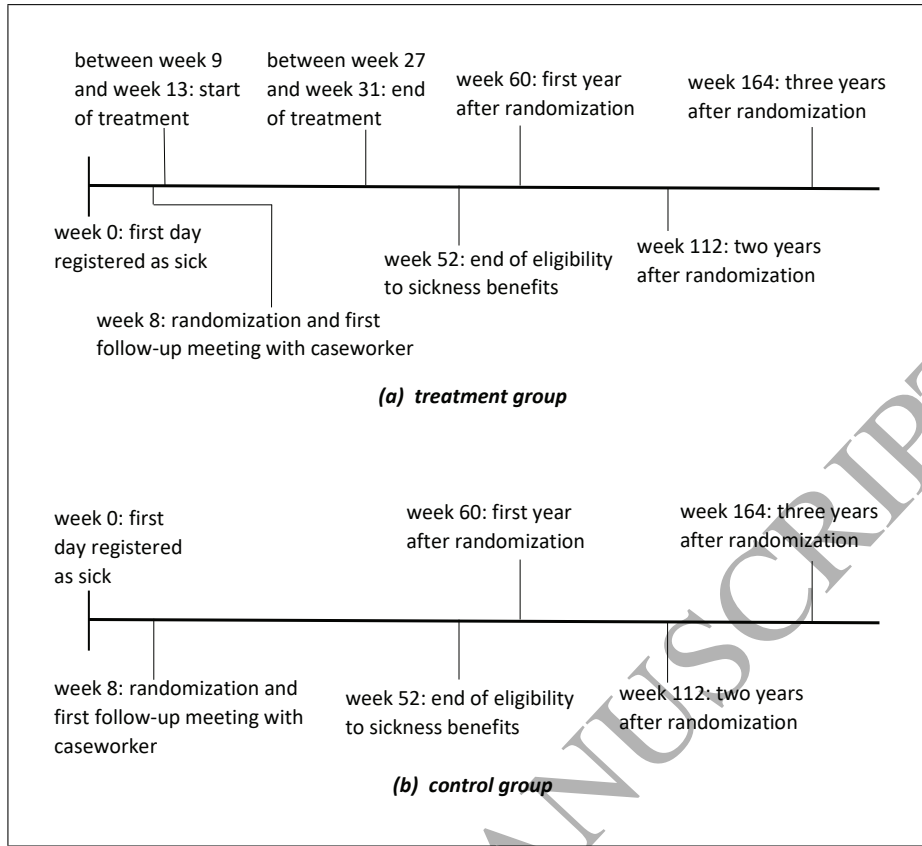 between week 9
and week 13: start
of treatment
between week 27
and week 31: end
of treatment
week 60: first year
after randomization
week 164: three years
after randomization
week 0: first day
registered as sick
week 52: end of eligibility
to sickness benefits
week 112: two years
after randomization
week 8: randomization and first
follow-up meeting with caseworker
(a) treatment group
week 0: first
day registered
as sick
week 60: first year
after randomization
week 164: three years
after randomization
week 8: randomization and
first follow-up meeting with
caseworker
week 52: end of eligibility
to sickness benefits
week 112: two years
after randomization
(b) control group
ANUSCRIPT